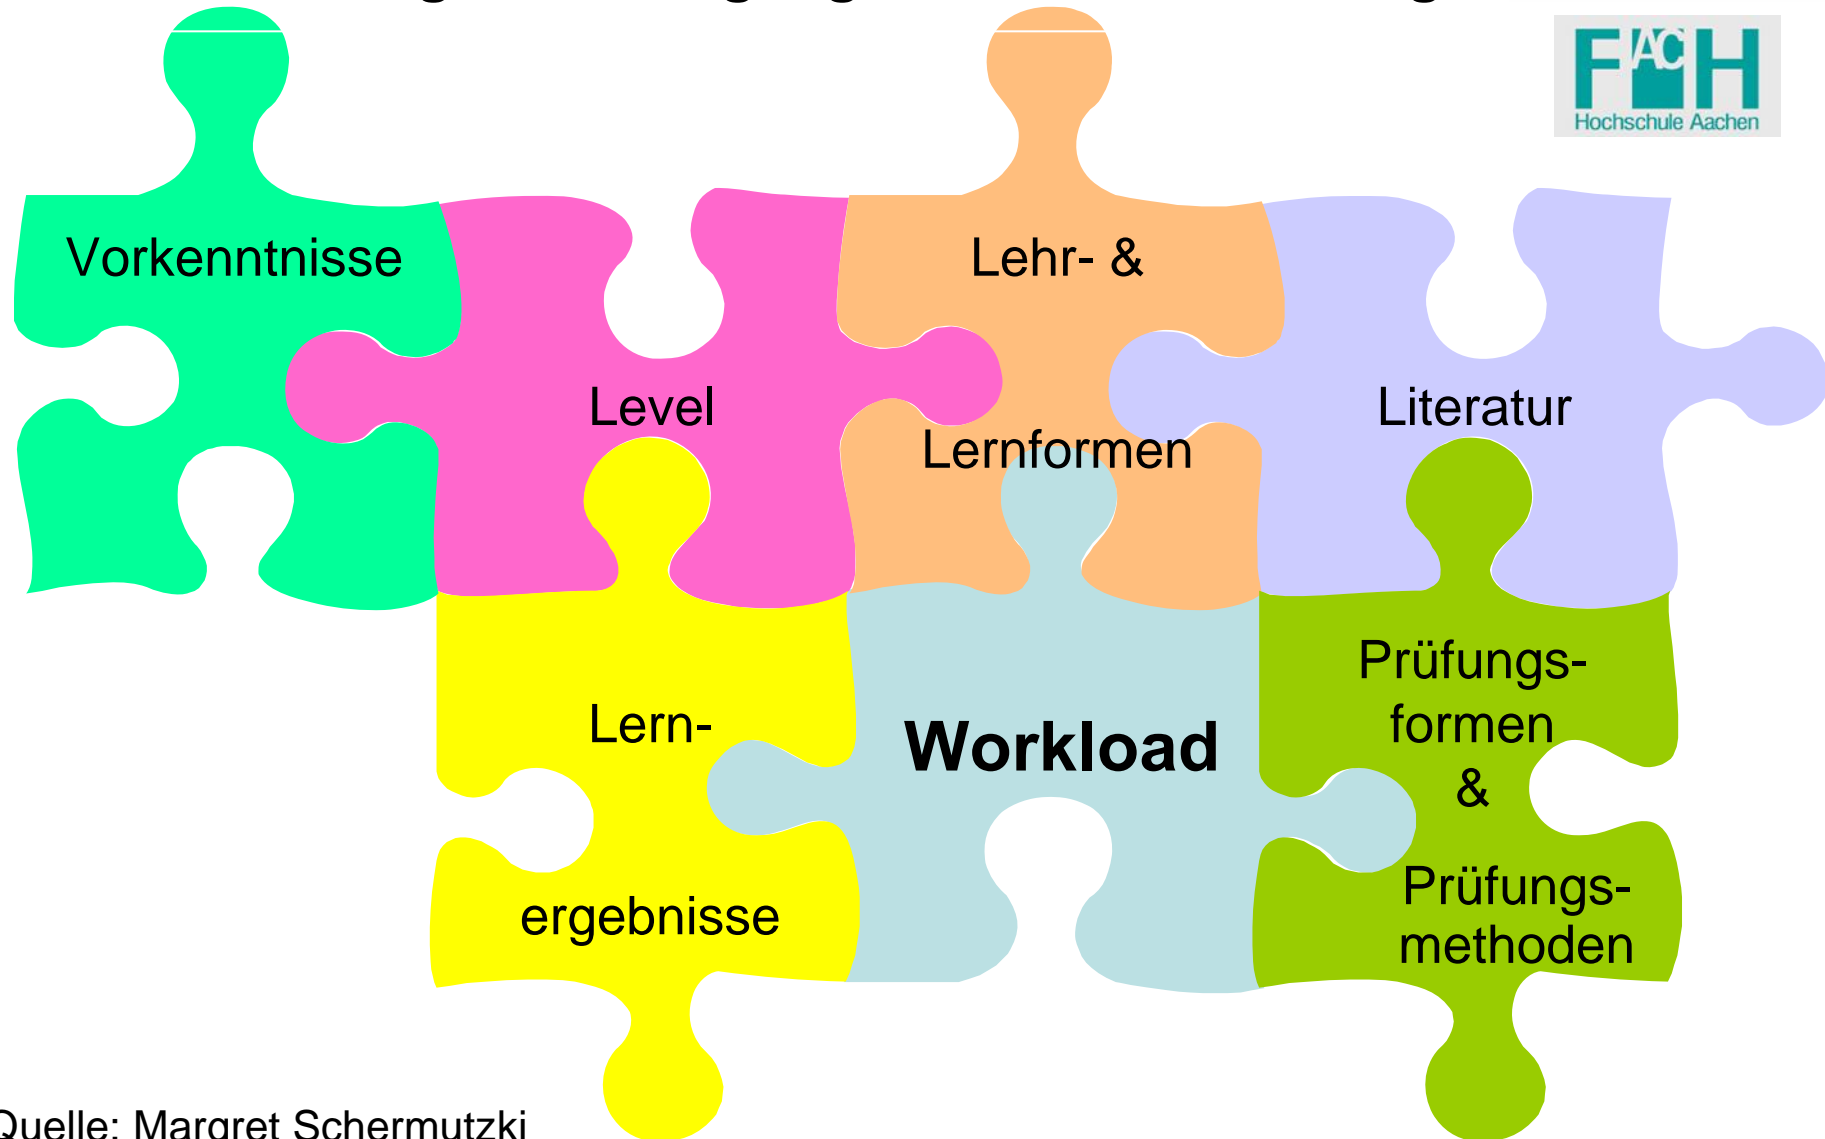 FH
AC
Hochschule Aachen
Vorkenntnisse
Level
Lehr- &
Lernformen
Literatur
Lern-
ergebnisse
Workload
Prüfungs-
formen
&
Prüfungs-
methoden
Quelle: Margret Schermutzki